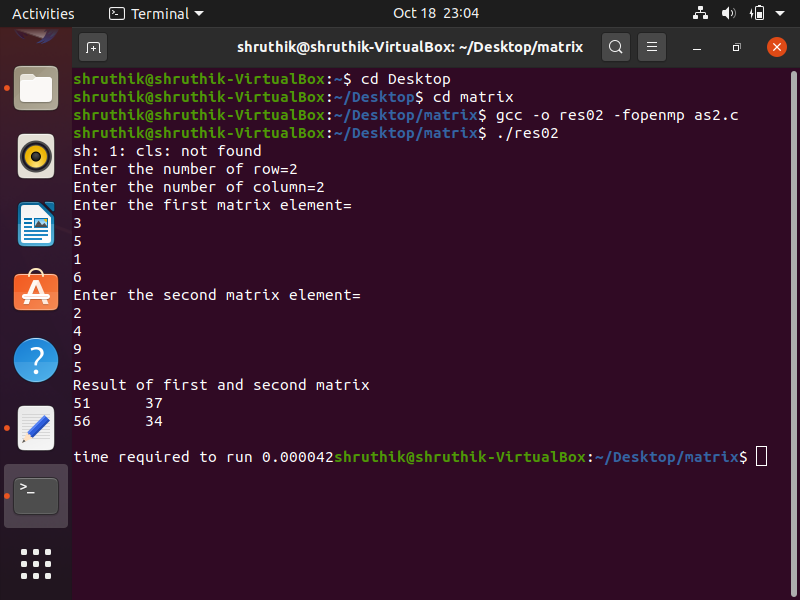 Activities Terminal Oct 18 23:04
shruthik@shruthik-VirtualBox: ~/Desktop/matrix
shruthik@shruthik-VirtualBox:~$ cd Desktop
shruthik@shruthik-VirtualBox:~/Desktop$ cd matrix
shruthik@shruthik-VirtualBox:~/Desktop/matrix$ gcc -o res02 -fopenmp as2.c
shruthik@shruthik-VirtualBox:~/Desktop/matrix$ ./res02
sh: 1: cls: not found
Enter the number of row=2
Enter the number of column=2
Enter the first matrix element=
3
5
1
6
Enter the second matrix element=
2
4
9
5
Result of first and second matrix
51 37
56 34
time required to run 0.000042shruthik@shruthik-VirtualBox:~/Desktop/matrix$